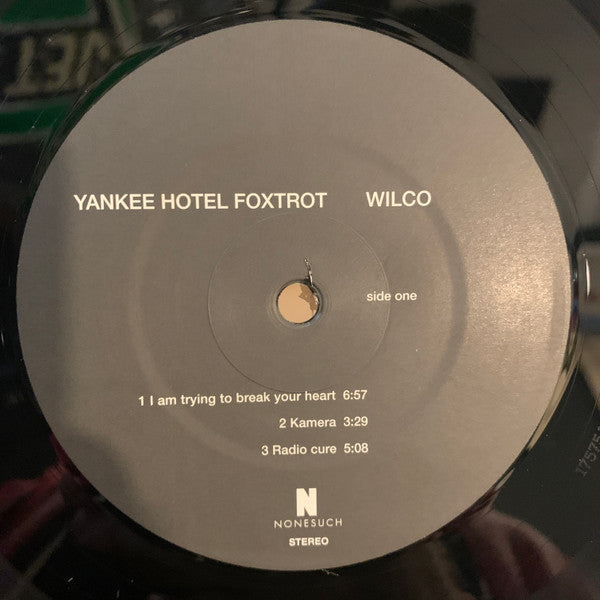 YANKEE HOTEL FOXTROT WILCO
side one
1 I am trying to break your heart 6:57
2 Kamera 3:29
3 Radio cure 5:08
N
NONESUCH
STEREO